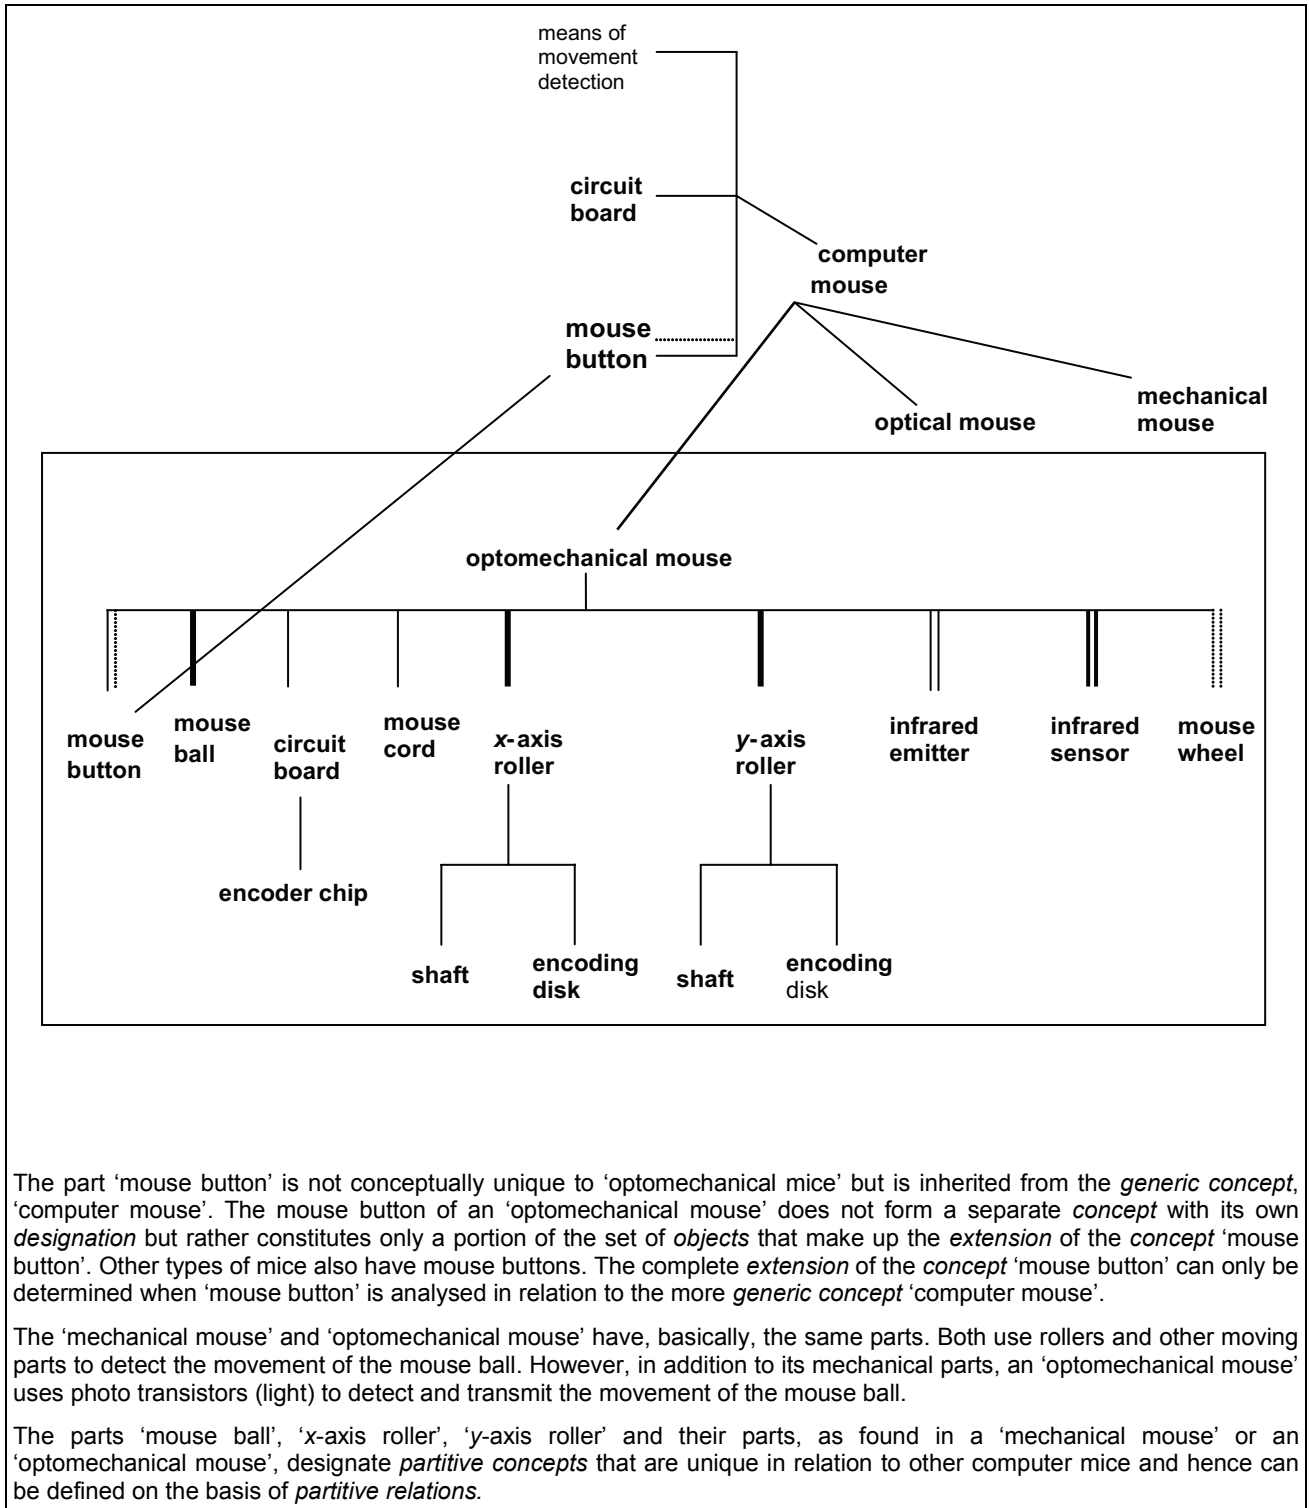 means of
movement
detection
circuit
board
computer
mouse
mouse
button
mechanical
mouse
optical mouse
optomechanical mouse
mouse
button
mouse
ball
circuit
board
mouse
cord
x-axis
roller
y-axis
roller
infrared
emitter
infrared
sensor
mouse
wheel
encoder chip
shaft
encoding
disk
shaft
encoding
disk
The part ‘mouse button’ is not conceptually unique to ‘optomechanical mice’ but is inherited from the generic concept,
‘computer mouse’. The mouse button of an ‘optomechanical mouse’ does not form a separate concept with its own
designation but rather constitutes only a portion of the set of objects that make up the extension of the concept ‘mouse
button’. Other types of mice also have mouse buttons. The complete extension of the concept ‘mouse button’ can only be
determined when ‘mouse button’ is analysed in relation to the more generic concept ‘computer mouse’.
The ‘mechanical mouse’ and ‘optomechanical mouse’ have, basically, the same parts. Both use rollers and other moving
parts to detect the movement of the mouse ball. However, in addition to its mechanical parts, an ‘optomechanical mouse’
uses photo transistors (light) to detect and transmit the movement of the mouse ball.
The parts ‘mouse ball’, ‘x-axis roller’, ‘y-axis roller’ and their parts, as found in a ‘mechanical mouse’ or an
‘optomechanical mouse’, designate partitive concepts that are unique in relation to other computer mice and hence can
be defined on the basis of partitive relations.